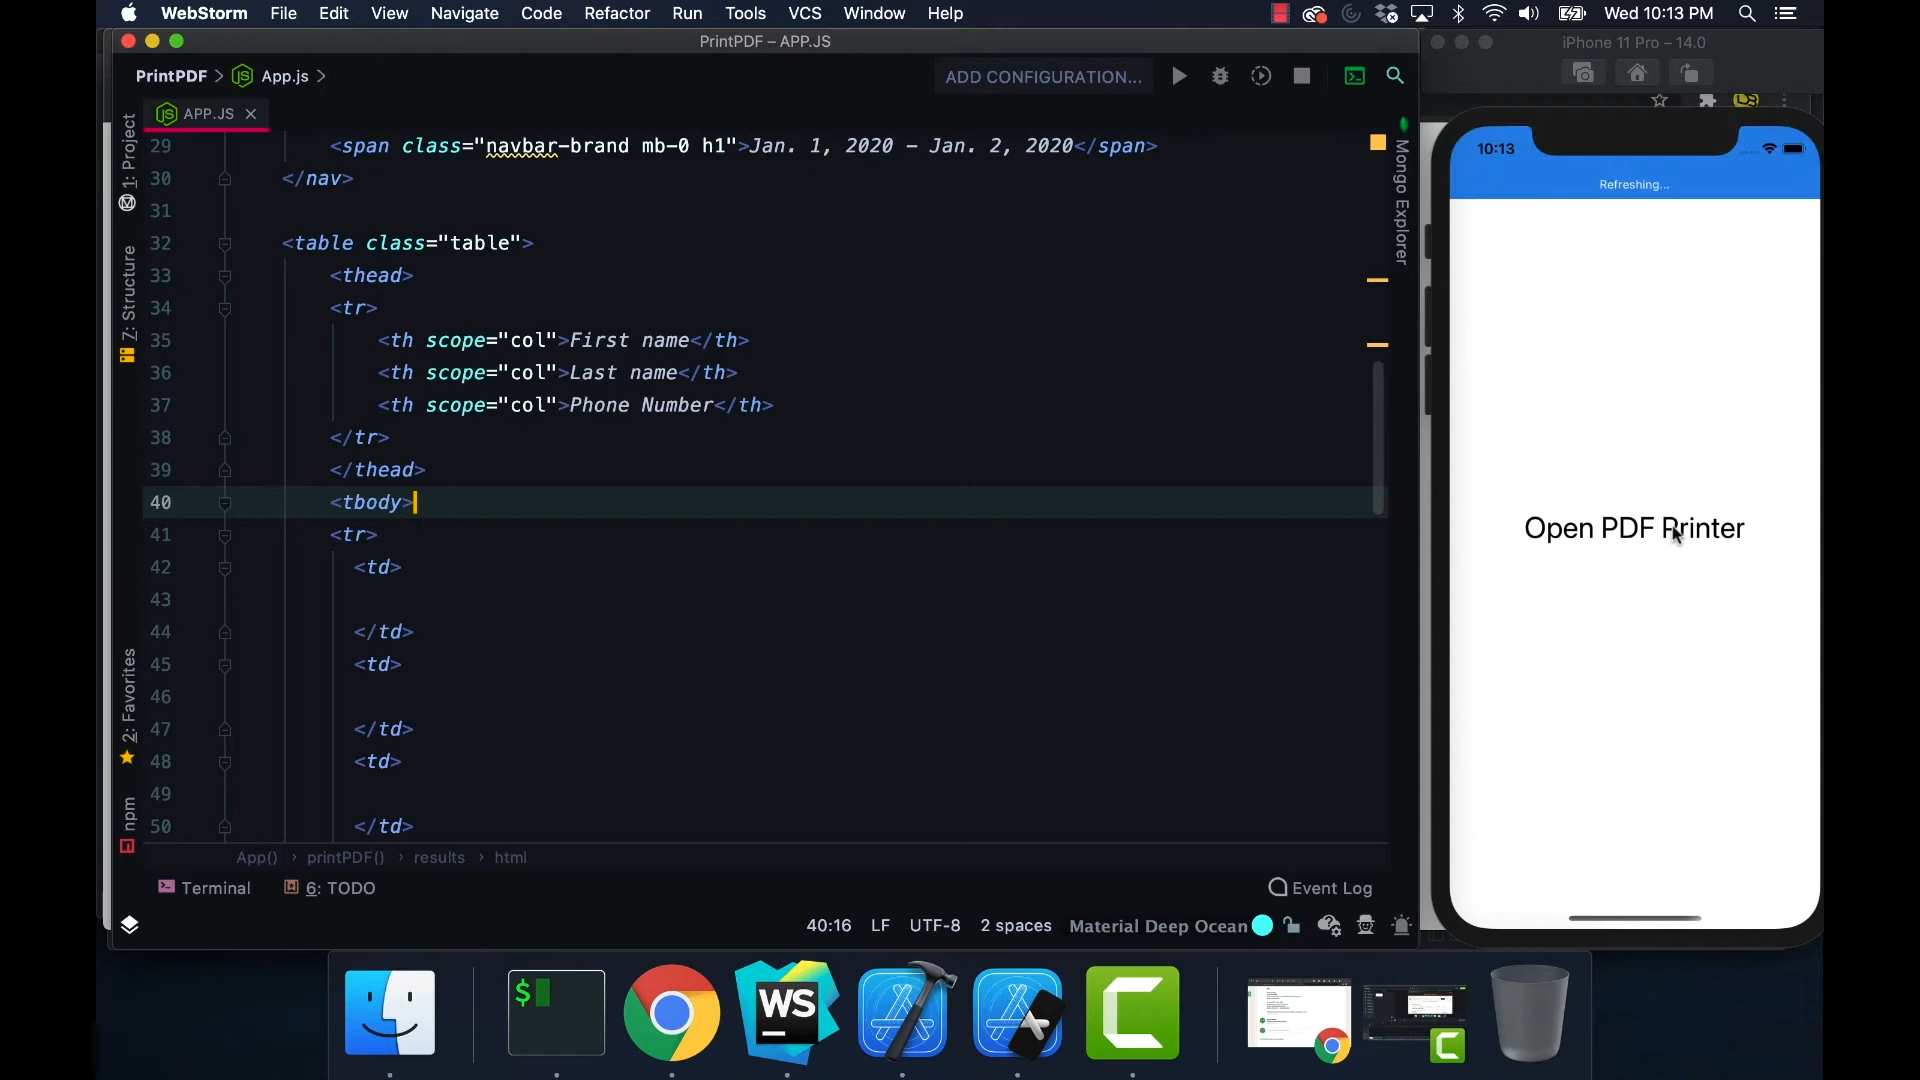 WebStorm File Edit View Navigate Code Refactor Run Tools VCS Window Help Wed 10:13 PM
PrintPDF – APP.JS
iPhone 11 Pro – 14.0
PrintPDF App.js ADD CONFIGURATION...
JS APP.JS
1: Project
7: Structure
2: Favorites
npm
Mongo Explorer
29 <span class="navbar-brand mb-0 h1">Jan. 1, 2020 - Jan. 2, 2020</span>
30 </nav>
31
32 <table class="table">
33 <thead>
34 <tr>
35 <th scope="col">First name</th>
36 <th scope="col">Last name</th>
37 <th scope="col">Phone Number</th>
38 </tr>
39 </thead>
40 <tbody>
41 <tr>
42 <td>
43
44 </td>
45 <td>
46
47 </td>
48 <td>
49
50 </td>
App() › printPDF() › results › html
Terminal 6: TODO Event Log
40:16 LF UTF-8 2 spaces Material Deep Ocean
10:13
Refreshing...
Open PDF Printer
$
WS